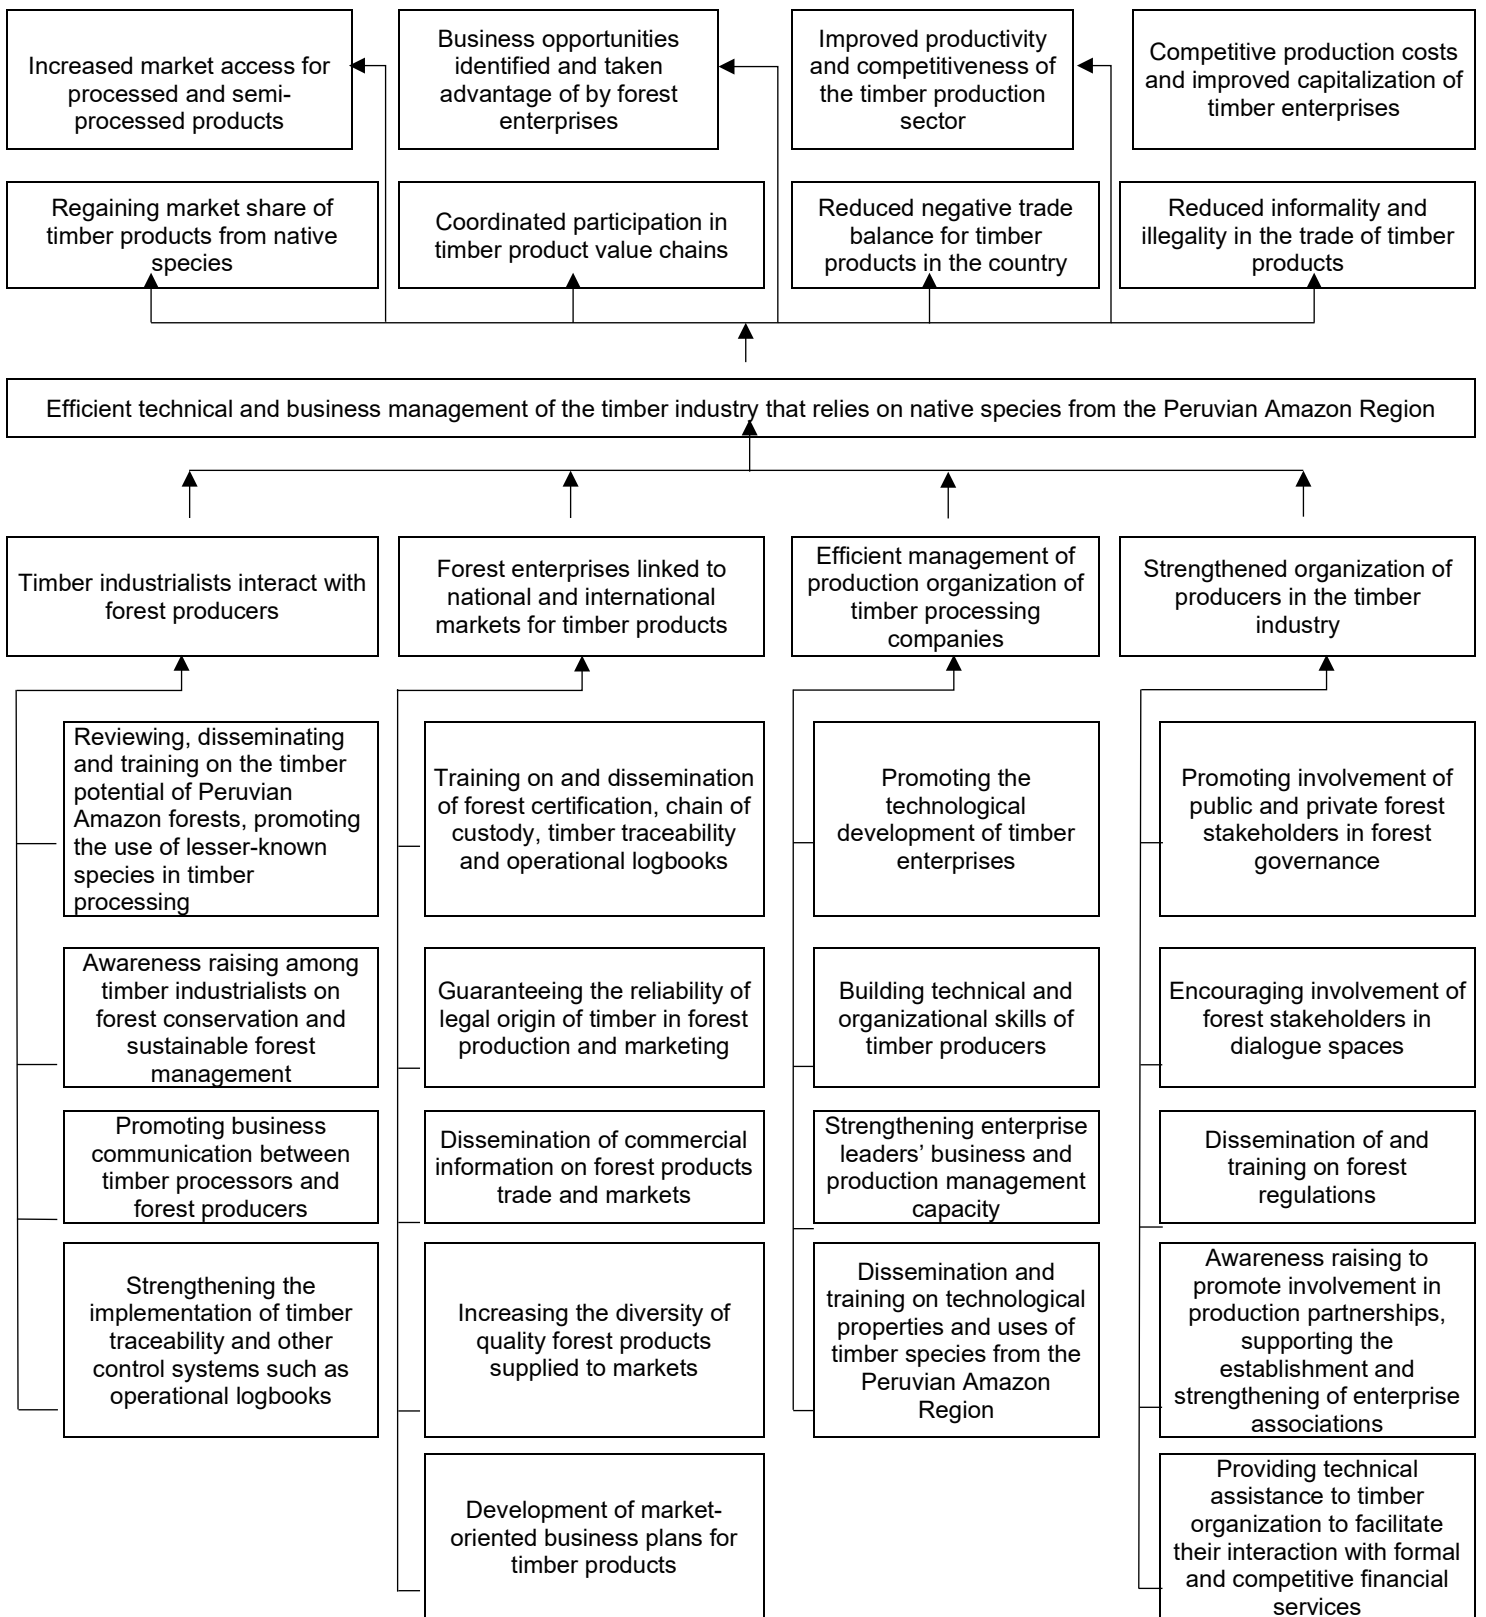 Increased market access for
processed and semi-
processed products
Business opportunities
identified and taken
advantage of by forest
enterprises
Improved productivity
and competitiveness of
the timber production
sector
Competitive production costs
and improved capitalization of
timber enterprises
Regaining market share of
timber products from native
species
Coordinated participation in
timber product value chains
Reduced negative trade
balance for timber
products in the country
Reduced informality and
illegality in the trade of timber
products
Efficient technical and business management of the timber industry that relies on native species from the Peruvian Amazon Region
Timber industrialists interact with
forest producers
Forest enterprises linked to
national and international
markets for timber products
Efficient management of
production organization of
timber processing
companies
Strengthened organization of
producers in the timber
industry
Reviewing, disseminating
and training on the timber
potential of Peruvian
Amazon forests, promoting
the use of lesser-known
species in timber
processing
Awareness raising among
timber industrialists on
forest conservation and
sustainable forest
management
Promoting business
communication between
timber processors and
forest producers
Strengthening the
implementation of timber
traceability and other
control systems such as
operational logbooks
Training on and dissemination
of forest certification, chain of
custody, timber traceability
and operational logbooks
Guaranteeing the reliability of
legal origin of timber in forest
production and marketing
Dissemination of commercial
information on forest products
trade and markets
Increasing the diversity of
quality forest products
supplied to markets
Development of market-
oriented business plans for
timber products
Promoting the
technological
development of timber
enterprises
Building technical and
organizational skills of
timber producers
Strengthening enterprise
leaders’ business and
production management
capacity
Dissemination and
training on technological
properties and uses of
timber species from the
Peruvian Amazon
Region
Promoting involvement of
public and private forest
stakeholders in forest
governance
Encouraging involvement of
forest stakeholders in
dialogue spaces
Dissemination of and
training on forest
regulations
Awareness raising to
promote involvement in
production partnerships,
supporting the
establishment and
strengthening of enterprise
associations
Providing technical
assistance to timber
organization to facilitate
their interaction with formal
and competitive financial
services